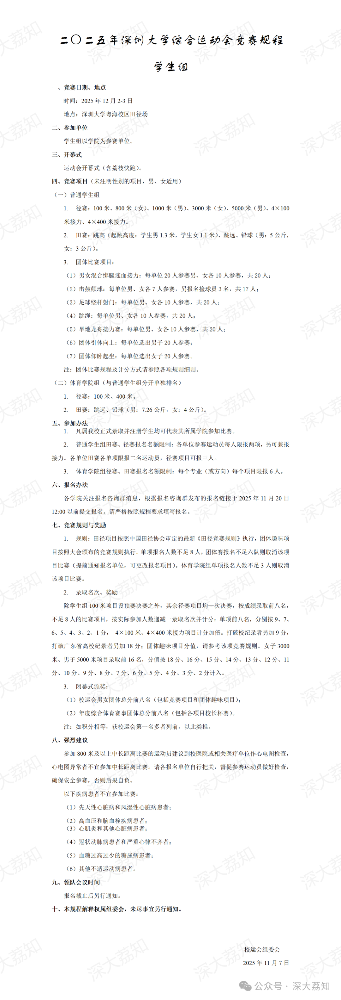 二〇二五年深圳大学综合运动会竞赛规程
学生组
一、竞赛日期、地点
时间：2025 年 12 月 2-3 日
地点：深圳大学粤海校区田径场
二、参加单位
学生组以学院为参赛单位。
三、开幕式
运动会开幕式（含荔枝快跑）。
四、竞赛项目（未注明性别的项目，男、女适用）
（一）普通学生组
1. 径赛：100 米、800 米（女）、1000 米（男）、3000 米（女）、5000 米（男）、4×100
米接力、4×400 米接力。
2. 田赛：跳高（起跳高度：学生男 1.3 米，学生女 1.1 米）、跳远、铅球（男：5 公斤，
女：3 公斤）。
3. 团体比赛项目：
（1）男女混合绑腿迎面接力：每单位 20 人参赛男、女各 10 人参赛，共 20 人；
（2）击鼓颠球：每单位男、女各 7 人参赛，另报名捡球员 3 名，共 17 人；
（3）足球绕杆射门：每单位男、女各 10 人参赛，共 20 人；
（4）跳绳：每单位男、女各 10 人参赛，共 20 人；
（5）旱地龙舟接力赛：每单位男、女各 10 人参赛，共 20 人；
（6）团体引体向上：每单位选出男子 20 人参赛；
（7）团体仰卧起坐：每单位选出女子 20 人参赛。
注：团体比赛规程及计分方式请参照各项规则细则。
（二）体育学院组（与普通学生组分开单独排名）
1. 径赛：100 米、400 米。
2. 田赛：跳远、铅球（男：7.26 公斤，女：4 公斤）。
五、参加办法
1. 凡属我校正式录取并注册学生均可代表其所属学院参加比赛。
2. 普通学生组田赛、径赛报名名额限制：各单位参赛运动员每人限报两项，另可兼报
接力。各单位田赛各单项限报二名运动员，径赛项目可报三人。
3. 体育学院组径赛、田赛报名名额限制：每个专业（或方向）每个项目限报 6 人。
六、报名办法
各学院关注报名咨询群消息，根据报名咨询群发布的报名链接于 2025 年 11 月 20 日
12:00 以前提交报名。请严格按照规程要求填写报名。
七、竞赛规则与奖励
1. 规则：田径项目按照中国田径协会审定的最新《田径竞赛规则》执行，团体趣味项
目按照大会颁布的竞赛规则执行。单项报名人数不足 8 人，团体赛报名不足六队则取消该项
目比赛（提前通知报名单位，可更改报名项目）。体育学院组单项报名人数不足 3 人则取消
该项目比赛。
2. 录取名次、奖励
除学生组 100 米项目设预赛决赛之外，其余径赛项目均一次决赛，按成绩录取前八名，
不足 8 人的比赛项目，按实际参加人数递减一录取名次并计分：单项前八名，分别按 9、7、
6、5、4、3、2、1 分， 4×100 米、4×400 米接力项目计分加倍。打破校纪录者另加 9 分，
打破广东省高校纪录者另加 18 分；团体趣味项目分值，请参考该项竞赛规则。女子 3000
米、男子 5000 米项目录取前 16 名，分值按 18 分、16 分、15 分、14 分、13 分、12 分、11
分、10 分、9 分、8 分、7 分、6 分、5 分、4 分、3 分、2 分计入。
3. 闭幕式颁奖：
（1）校运会男女团体总分前八名（包括竞赛项目和团体趣味项目）；
（2）年度综合体育赛事团体总分前八名（包括各项目校长杯赛）。
注：如积分相等，获校运会第一名多者列前，以此类推。
八、强烈建议
参加 800 米及以上中长距离比赛的运动员建议到校医院或相关医疗单位作心电图检查，
心电图异常者不宜参加中长距离比赛。请各报名单位自行把关，督促参赛运动员做好检查，
确保安全参赛，否则后果自负。
以下疾病患者不宜参加比赛：
（1）先天性心脏病和风湿性心脏病患者；
（2）高血压和脑血栓疾病患者；
（3）心肌炎和其他心脏病患者；
（4）冠状动脉病患者和严重心律不齐者；
（5）血糖过高过少的糖尿病患者；
（6）其他不适运动病患者。
九、领队会议时间
报名截止后另行通知。
十、本规程解释权属组委会，未尽事宜另行通知。
校运会组委会
2025 年 11 月 7 日
公众号 · 深大荔知